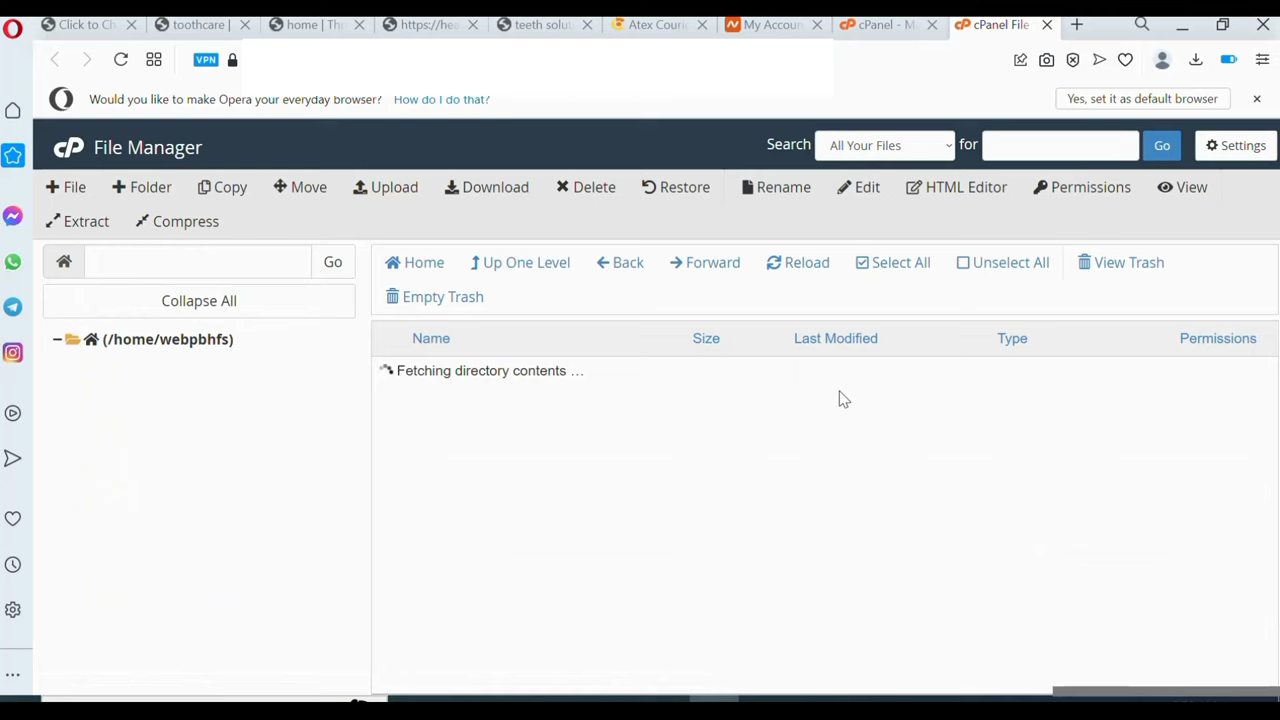 Click to Ch
toothcare |
home | Th
https://hea
teeth solut
Atex Couri
My Accoun
cPanel - M
cPanel File
VPN
Would you like to make Opera your everyday browser? How do I do that?
Yes, set it as default browser
cP File Manager
Search All Your Files for Go Settings
File Folder Copy Move Upload Download Delete Restore Rename Edit HTML Editor Permissions View
Extract Compress
Go
Collapse All
(/home/webpbhfs)
Home Up One Level Back Forward Reload Select All Unselect All View Trash
Empty Trash
Name Size Last Modified Type Permissions
Fetching directory contents ...